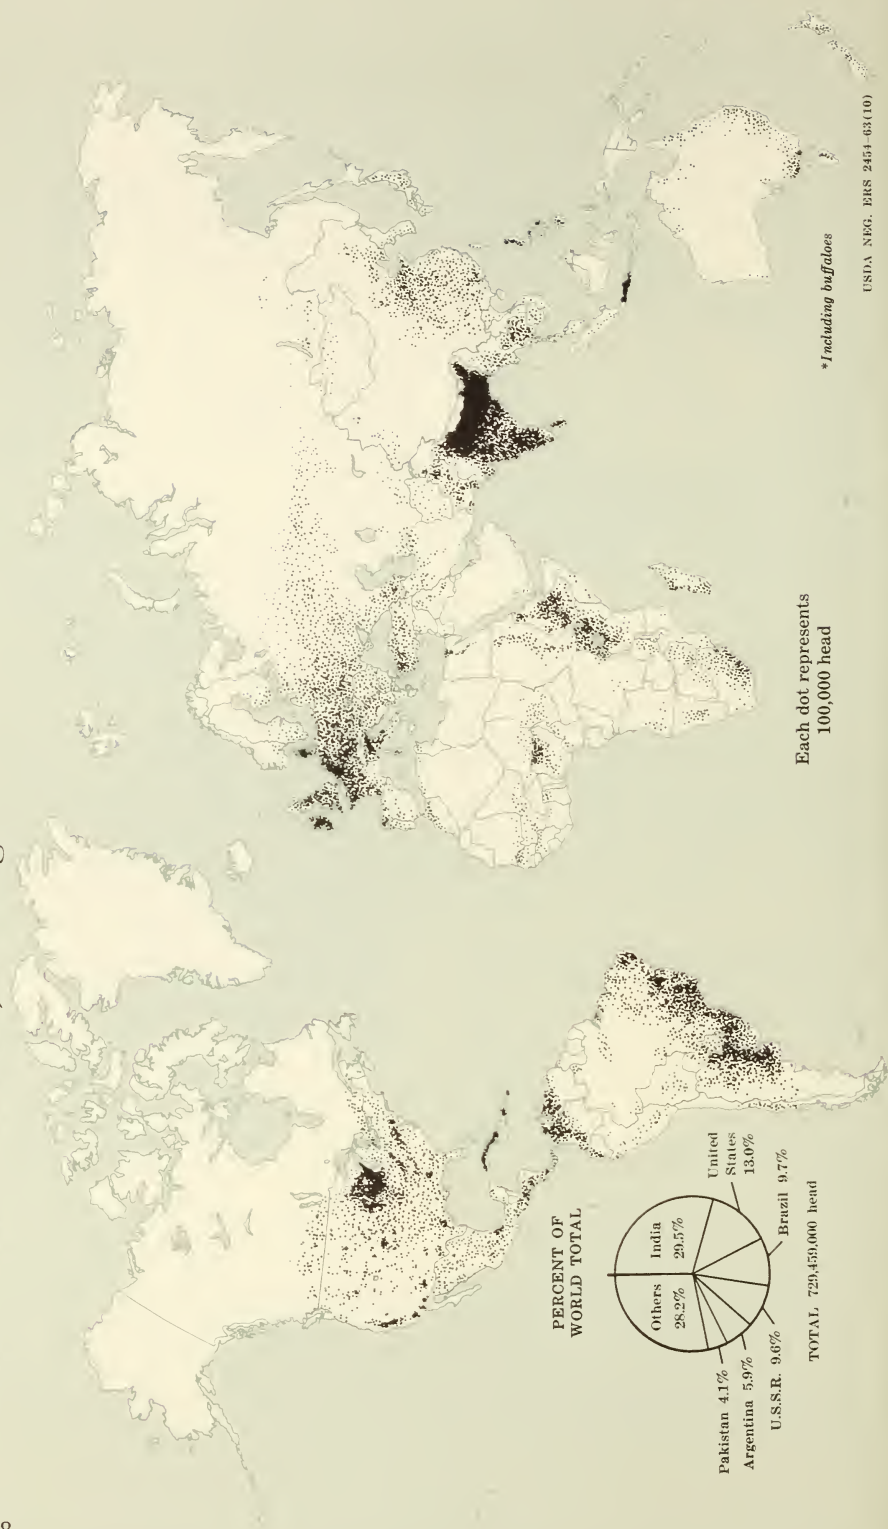 PERCENT OF
WORLD TOTAL
Others
28.2%
India
29.5%
United
States
13.0%
Brazil 9.7%
U.S.S.R. 9.6%
Argentina 5.9%
Pakistan 4.1%
TOTAL 729,459,000 head
Each dot represents
100,000 head
*Including buffaloes
USDA NEG. ERS 2454-63(10)